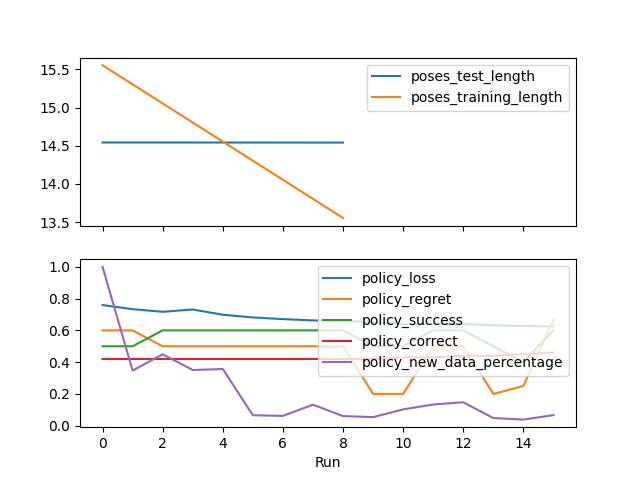 15.5
15.0
14.5
14.0
13.5
poses_test_length
poses_training_length
1.0
0.8
0.6
0.4
0.2
0.0
policy_loss
policy_regret
policy_success
policy_correct
policy_new_data_percentage
0 2 4 6 8 10 12 14
Run